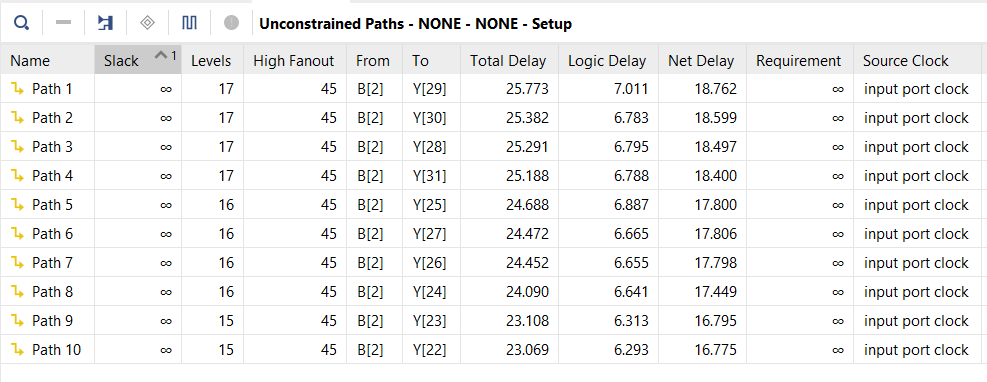 Unconstrained Paths - NONE - NONE - Setup
Name Slack 1 Levels High Fanout From To Total Delay Logic Delay Net Delay Requirement Source Clock
Path 1 ∞ 17 45 B[2] Y[29] 25.773 7.011 18.762 ∞ input port clock
Path 2 ∞ 17 45 B[2] Y[30] 25.382 6.783 18.599 ∞ input port clock
Path 3 ∞ 17 45 B[2] Y[28] 25.291 6.795 18.497 ∞ input port clock
Path 4 ∞ 17 45 B[2] Y[31] 25.188 6.788 18.400 ∞ input port clock
Path 5 ∞ 16 45 B[2] Y[25] 24.688 6.887 17.800 ∞ input port clock
Path 6 ∞ 16 45 B[2] Y[27] 24.472 6.665 17.806 ∞ input port clock
Path 7 ∞ 16 45 B[2] Y[26] 24.452 6.655 17.798 ∞ input port clock
Path 8 ∞ 16 45 B[2] Y[24] 24.090 6.641 17.449 ∞ input port clock
Path 9 ∞ 15 45 B[2] Y[23] 23.108 6.313 16.795 ∞ input port clock
Path 10 ∞ 15 45 B[2] Y[22] 23.069 6.293 16.775 ∞ input port clock